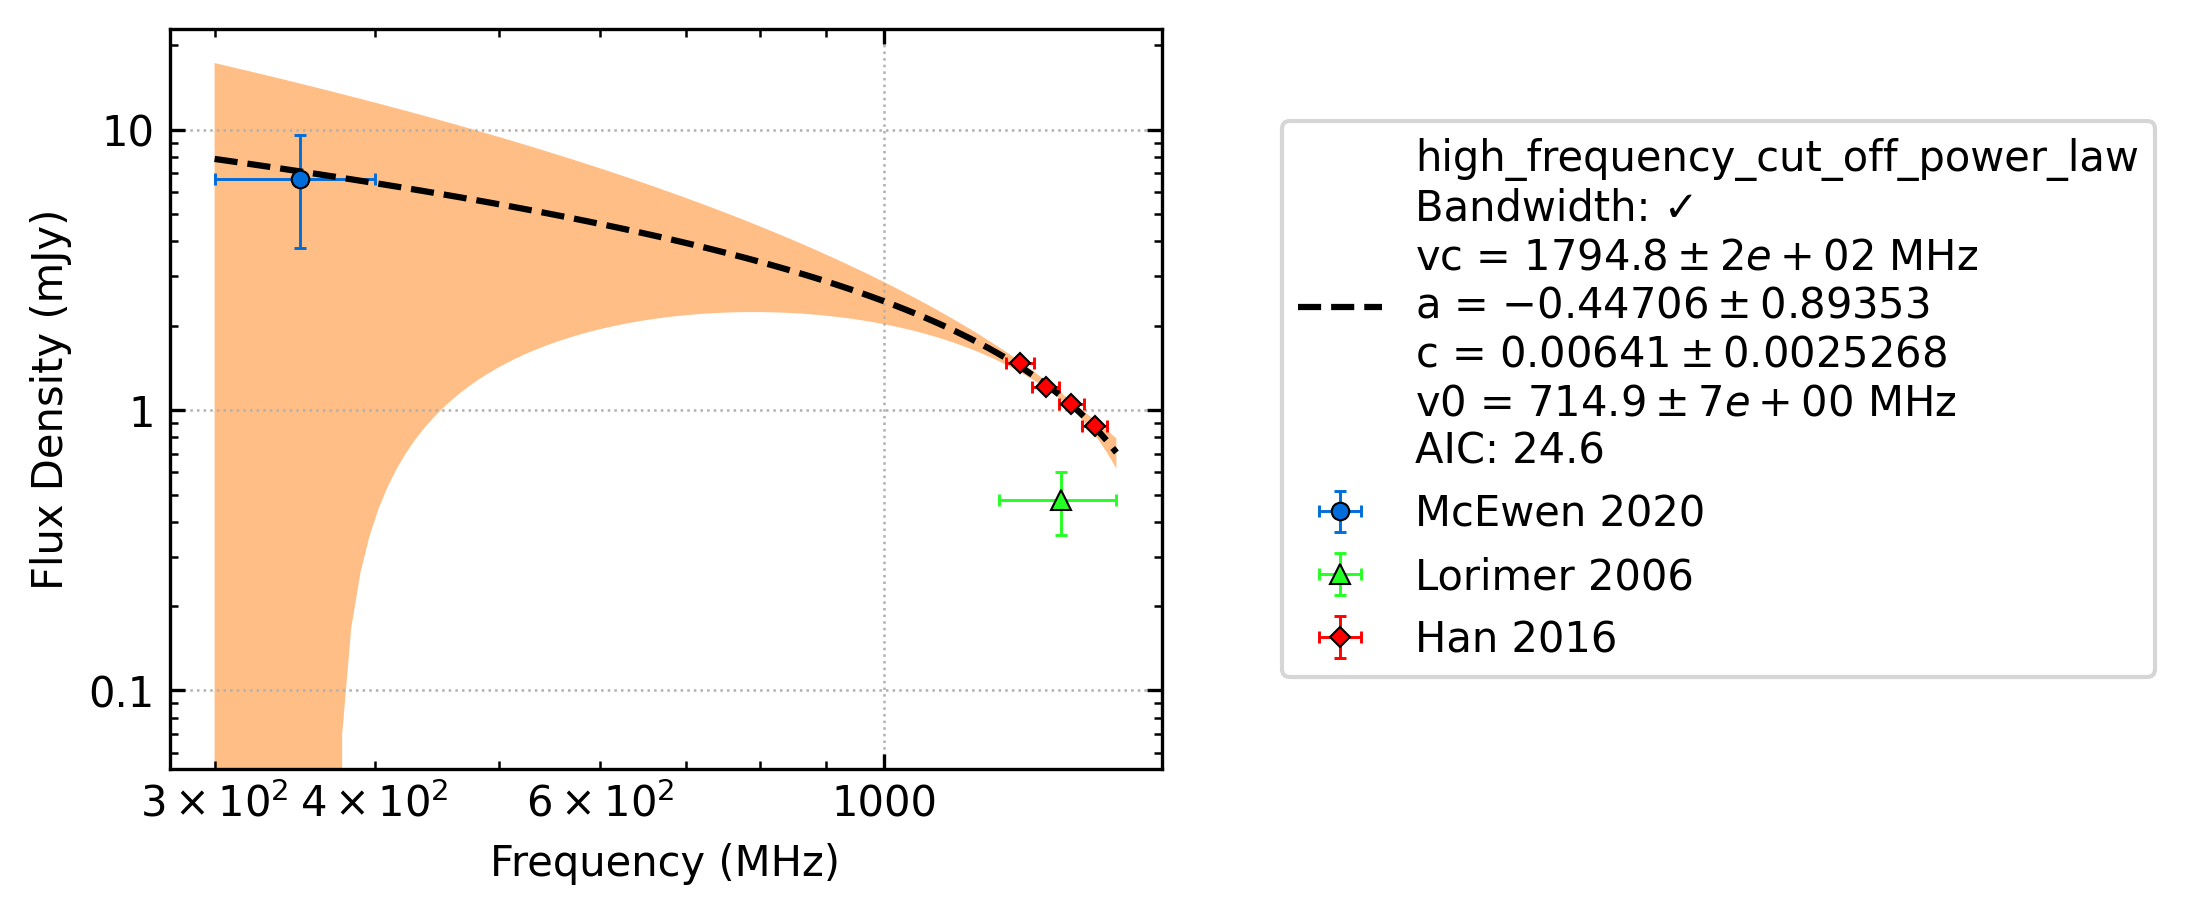 10
1
0.1
Flux Density (mJy)
3 × 10² 4 × 10² 6 × 10² 1000
Frequency (MHz)
high_frequency_cut_off_power_law
Bandwidth: ✓
vc = 1794.8 ± 2e + 02 MHz
a = −0.44706 ± 0.89353
c = 0.00641 ± 0.0025268
v0 = 714.9 ± 7e + 00 MHz
AIC: 24.6
McEwen 2020
Lorimer 2006
Han 2016